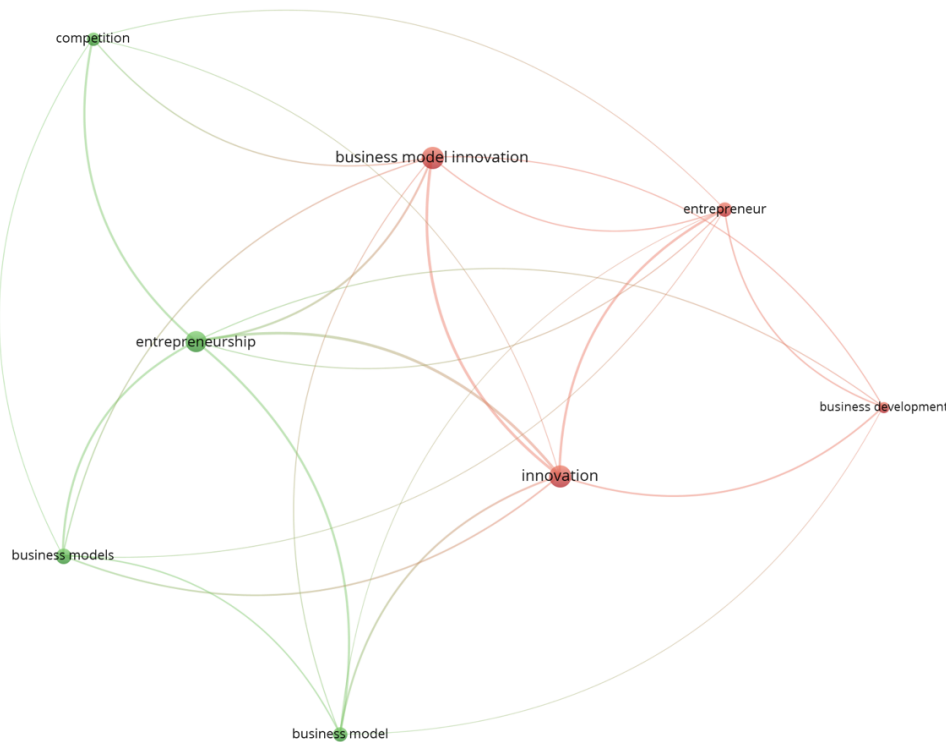 competition
business model innovation
entrepreneur
entrepreneurship
business development
innovation
business models
business model